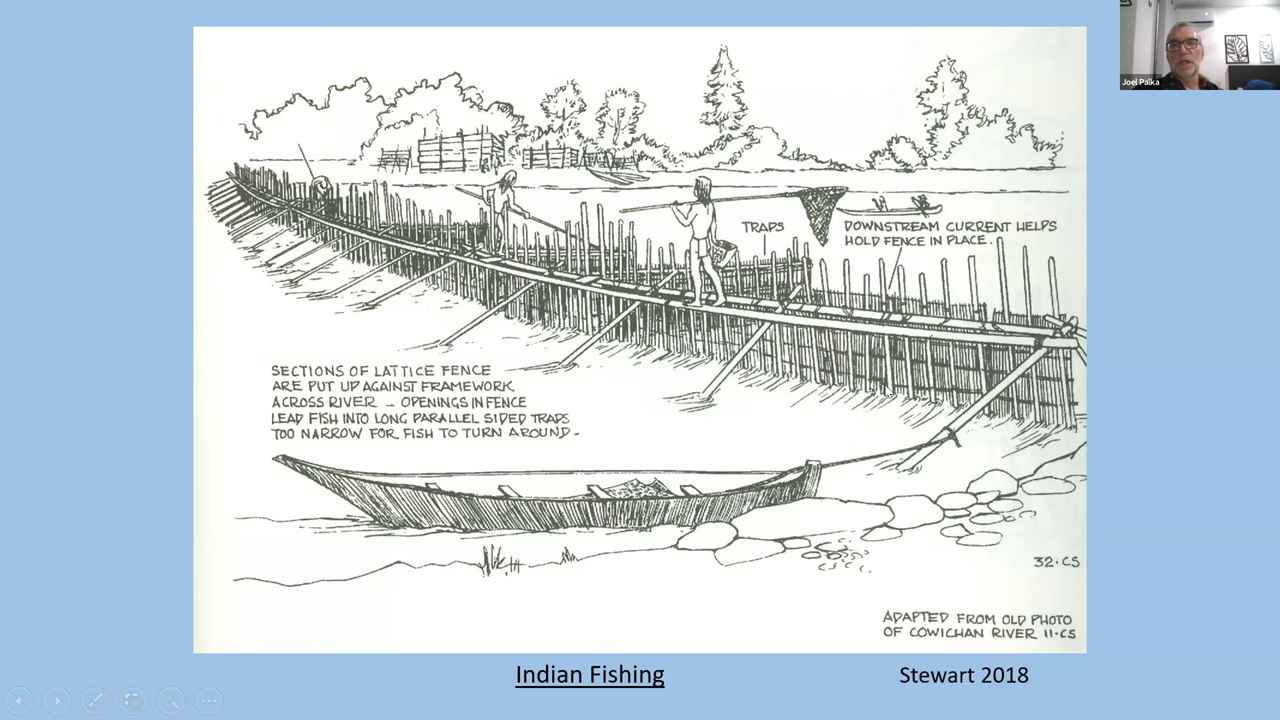 Joel Palka
TRAPS
DOWNSTREAM CURRENT HELPS
HOLD FENCE IN PLACE.
SECTIONS OF LATTICE FENCE
ARE PUT UP AGAINST FRAMEWORK
ACROSS RIVER – OPENINGS IN FENCE
LEAD FISH INTO LONG PARALLEL SIDED TRAPS
TOO NARROW FOR FISH TO TURN AROUND –
32·CS
ADAPTED FROM OLD PHOTO
OF COWICHAN RIVER 11·CS
Indian Fishing
Stewart 2018